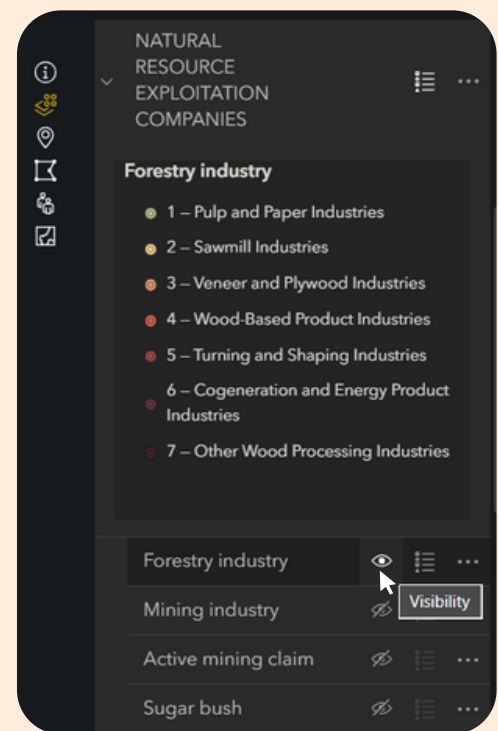 NATURAL
RESOURCE
EXPLOITATION
COMPANIES
Forestry industry
1 – Pulp and Paper Industries
2 – Sawmill Industries
3 – Veneer and Plywood Industries
4 – Wood-Based Product Industries
5 – Turning and Shaping Industries
6 – Cogeneration and Energy Product
Industries
7 – Other Wood Processing Industries
Forestry industry
Visibility
Mining industry
Active mining claim
Sugar bush